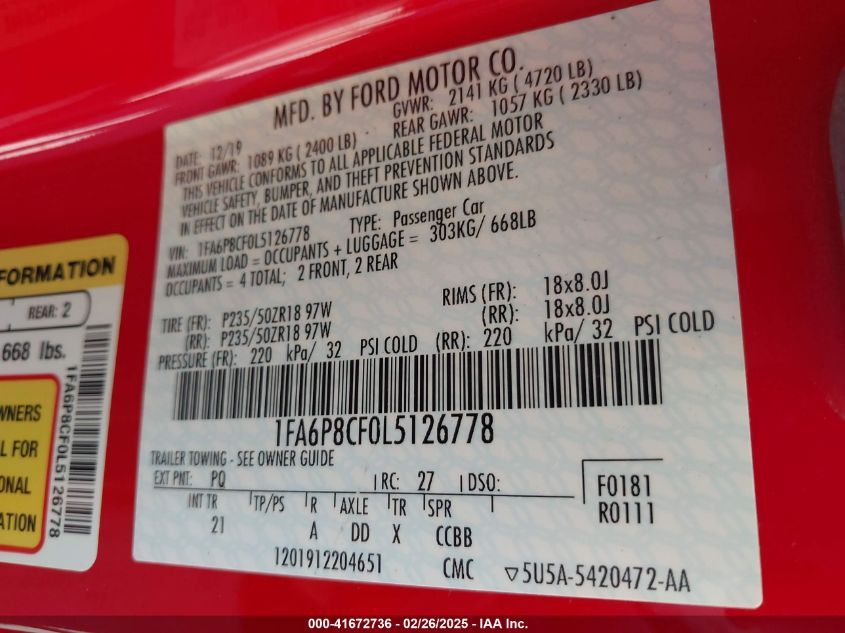 MFD. BY FORD MOTOR CO.
DATE: 12/19 GVWR: 2141 KG ( 4720 LB)
FRONT GAWR: 1089 KG ( 2400 LB) REAR GAWR: 1057 KG ( 2330 LB)
THIS VEHICLE CONFORMS TO ALL APPLICABLE FEDERAL MOTOR
VEHICLE SAFETY, BUMPER, AND THEFT PREVENTION STANDARDS
IN EFFECT ON THE DATE OF MANUFACTURE SHOWN ABOVE.
VIN: 1FA6P8CF0L5126778 TYPE: Passenger Car
MAXIMUM LOAD = OCCUPANTS + LUGGAGE = 303KG/ 668LB
OCCUPANTS = 4 TOTAL; 2 FRONT, 2 REAR
TIRE (FR): P235/50ZR18 97W RIMS (FR): 18x8.0J
(RR): P235/50ZR18 97W (RR): 18x8.0J
PRESSURE (FR): 220 kPa/ 32 PSI COLD (RR): 220 kPa/ 32 PSI COLD
1FA6P8CF0L5126778
TRAILER TOWING - SEE OWNER GUIDE
EXT PNT: PQ RC: 27 DSO:
INT TR TP/PS R AXLE TR SPR
21 A DD X CCBB
F0181
R0111
1201912204651 CMC ▽5U5A-5420472-AA
FORMATION
REAR: 2
668 lbs.
WNERS
L FOR
ONAL
ATION
1FA6P8CF0L5126778
000-41672736 - 02/26/2025 - IAA Inc.